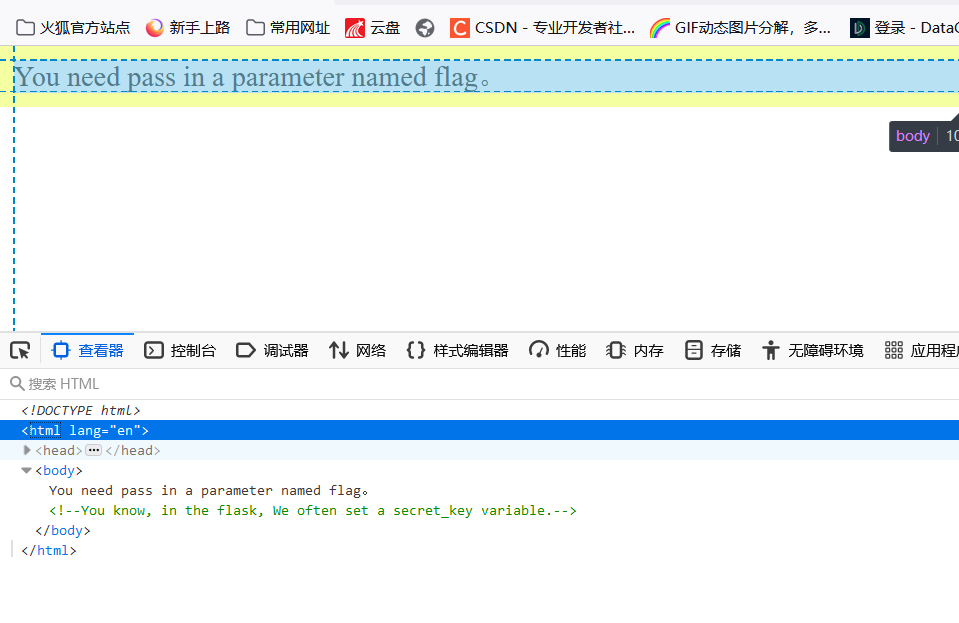 火狐官方站点 新手上路 常用网址 云盘 CSDN - 专业开发者社... GIF动态图片分解，多... 登录 - Data
You need pass in a parameter named flag。
body 10
查看器 控制台 调试器 网络 样式编辑器 性能 内存 存储 无障碍环境 应用程
搜索 HTML
<!DOCTYPE html>
<html lang="en">
<head> ••• </head>
<body>
You need pass in a parameter named flag。
<!--You know, in the flask, We often set a secret_key variable.-->
</body>
</html>